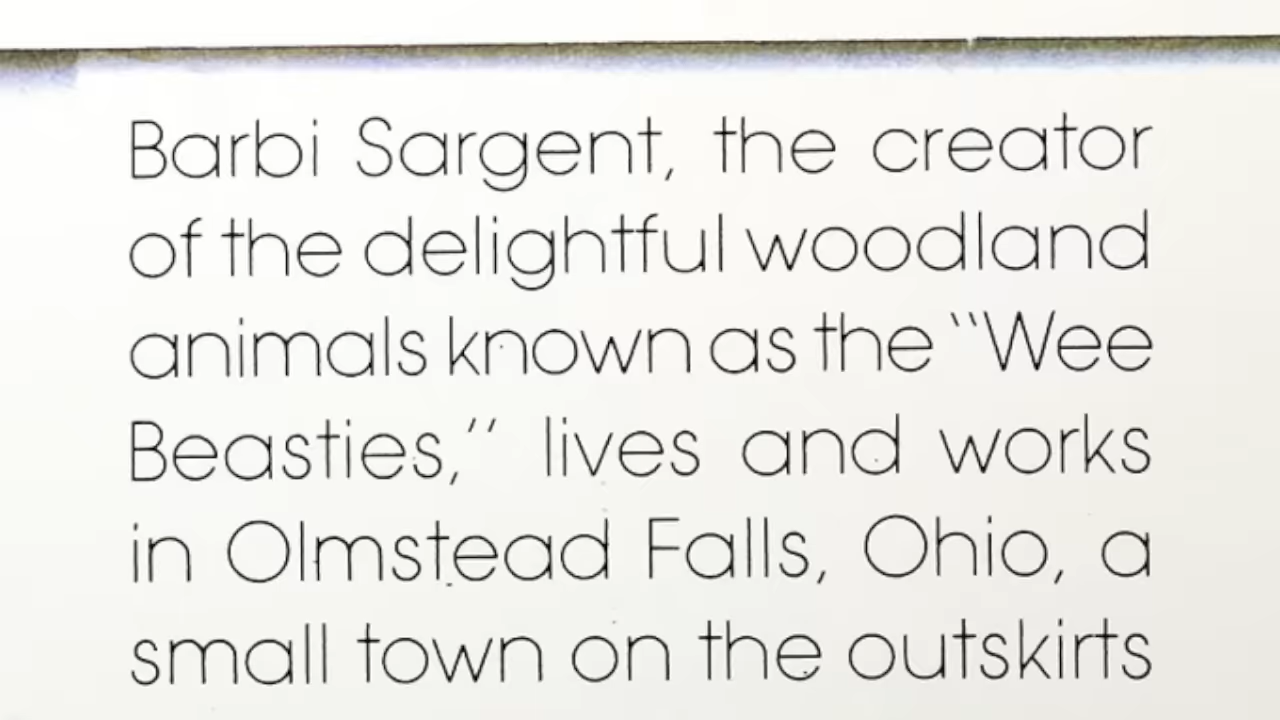 Barbi Sargent, the creator
of the delightful woodland
animals known as the "Wee
Beasties," lives and works
in Olmstead Falls, Ohio, a
small town on the outskirts